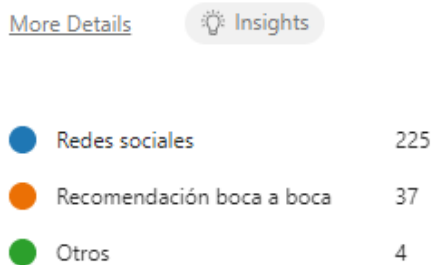 More Details Insights
Redes sociales 225
Recomendación boca a boca 37
Otros 4